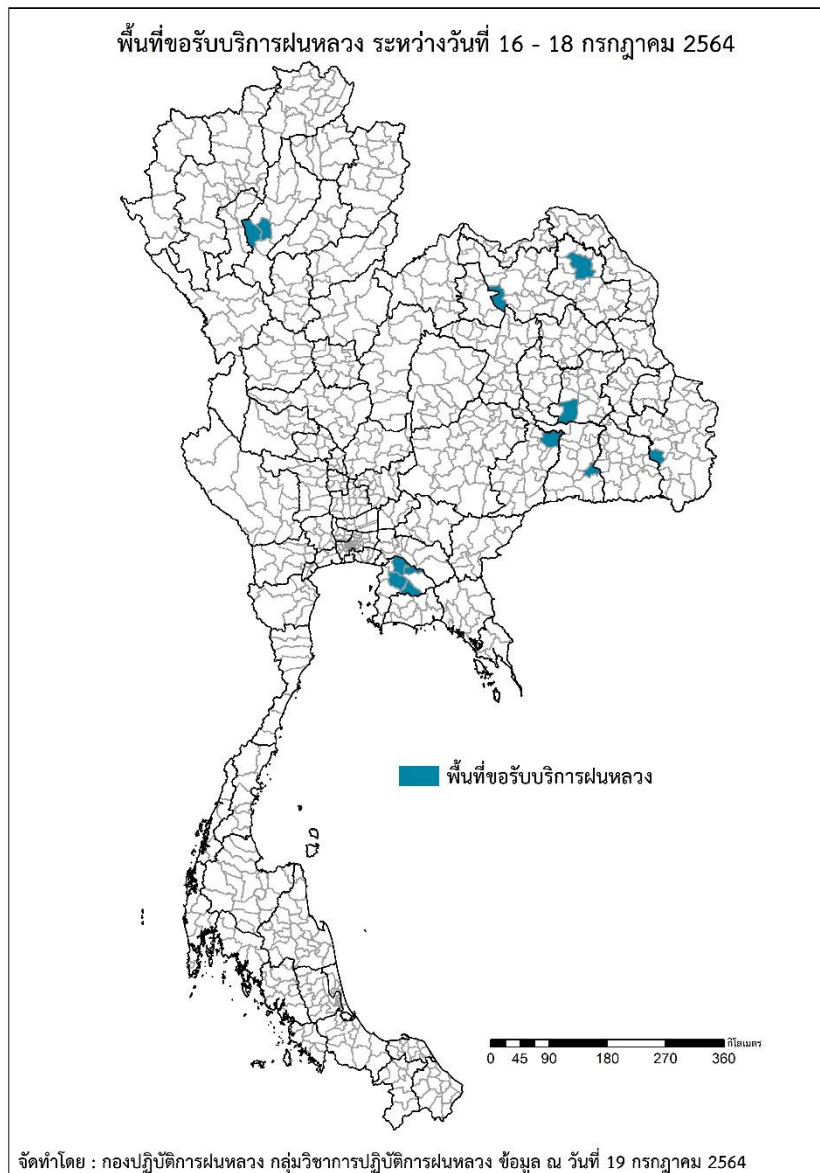 พื้นที่ขอรับบริการฝนหลวง ระหว่างวันที่ 16 - 18 กรกฎาคม 2564
พื้นที่ขอรับบริการฝนหลวง
กิโลเมตร
0 45 90 180 270 360
จัดทำโดย : กองปฏิบัติการฝนหลวง กลุ่มวิชาการปฏิบัติการฝนหลวง ข้อมูล ณ วันที่ 19 กรกฎาคม 2564